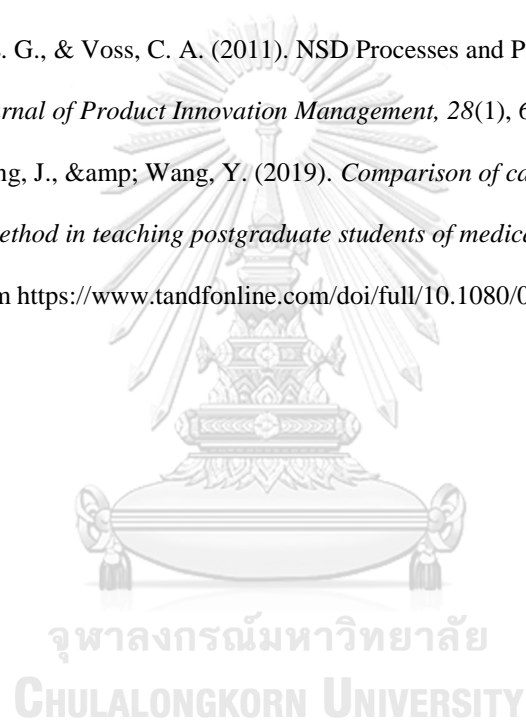 . G., & Voss, C. A. (2011). NSD Processes and P
rnal of Product Innovation Management, 28(1), 6
ng, J., &amp; Wang, Y. (2019). Comparison of ca
ethod in teaching postgraduate students of medica
m https://www.tandfonline.com/doi/full/10.1080/0
จุฬาลงกรณ์มหาวิทยาลัย
CHULALONGKORN UNIVERSITY